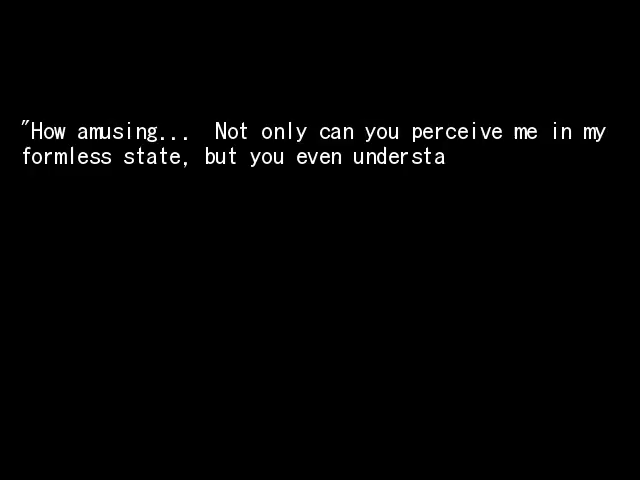 "How amusing...  Not only can you perceive me in my
formless state, but you even understa